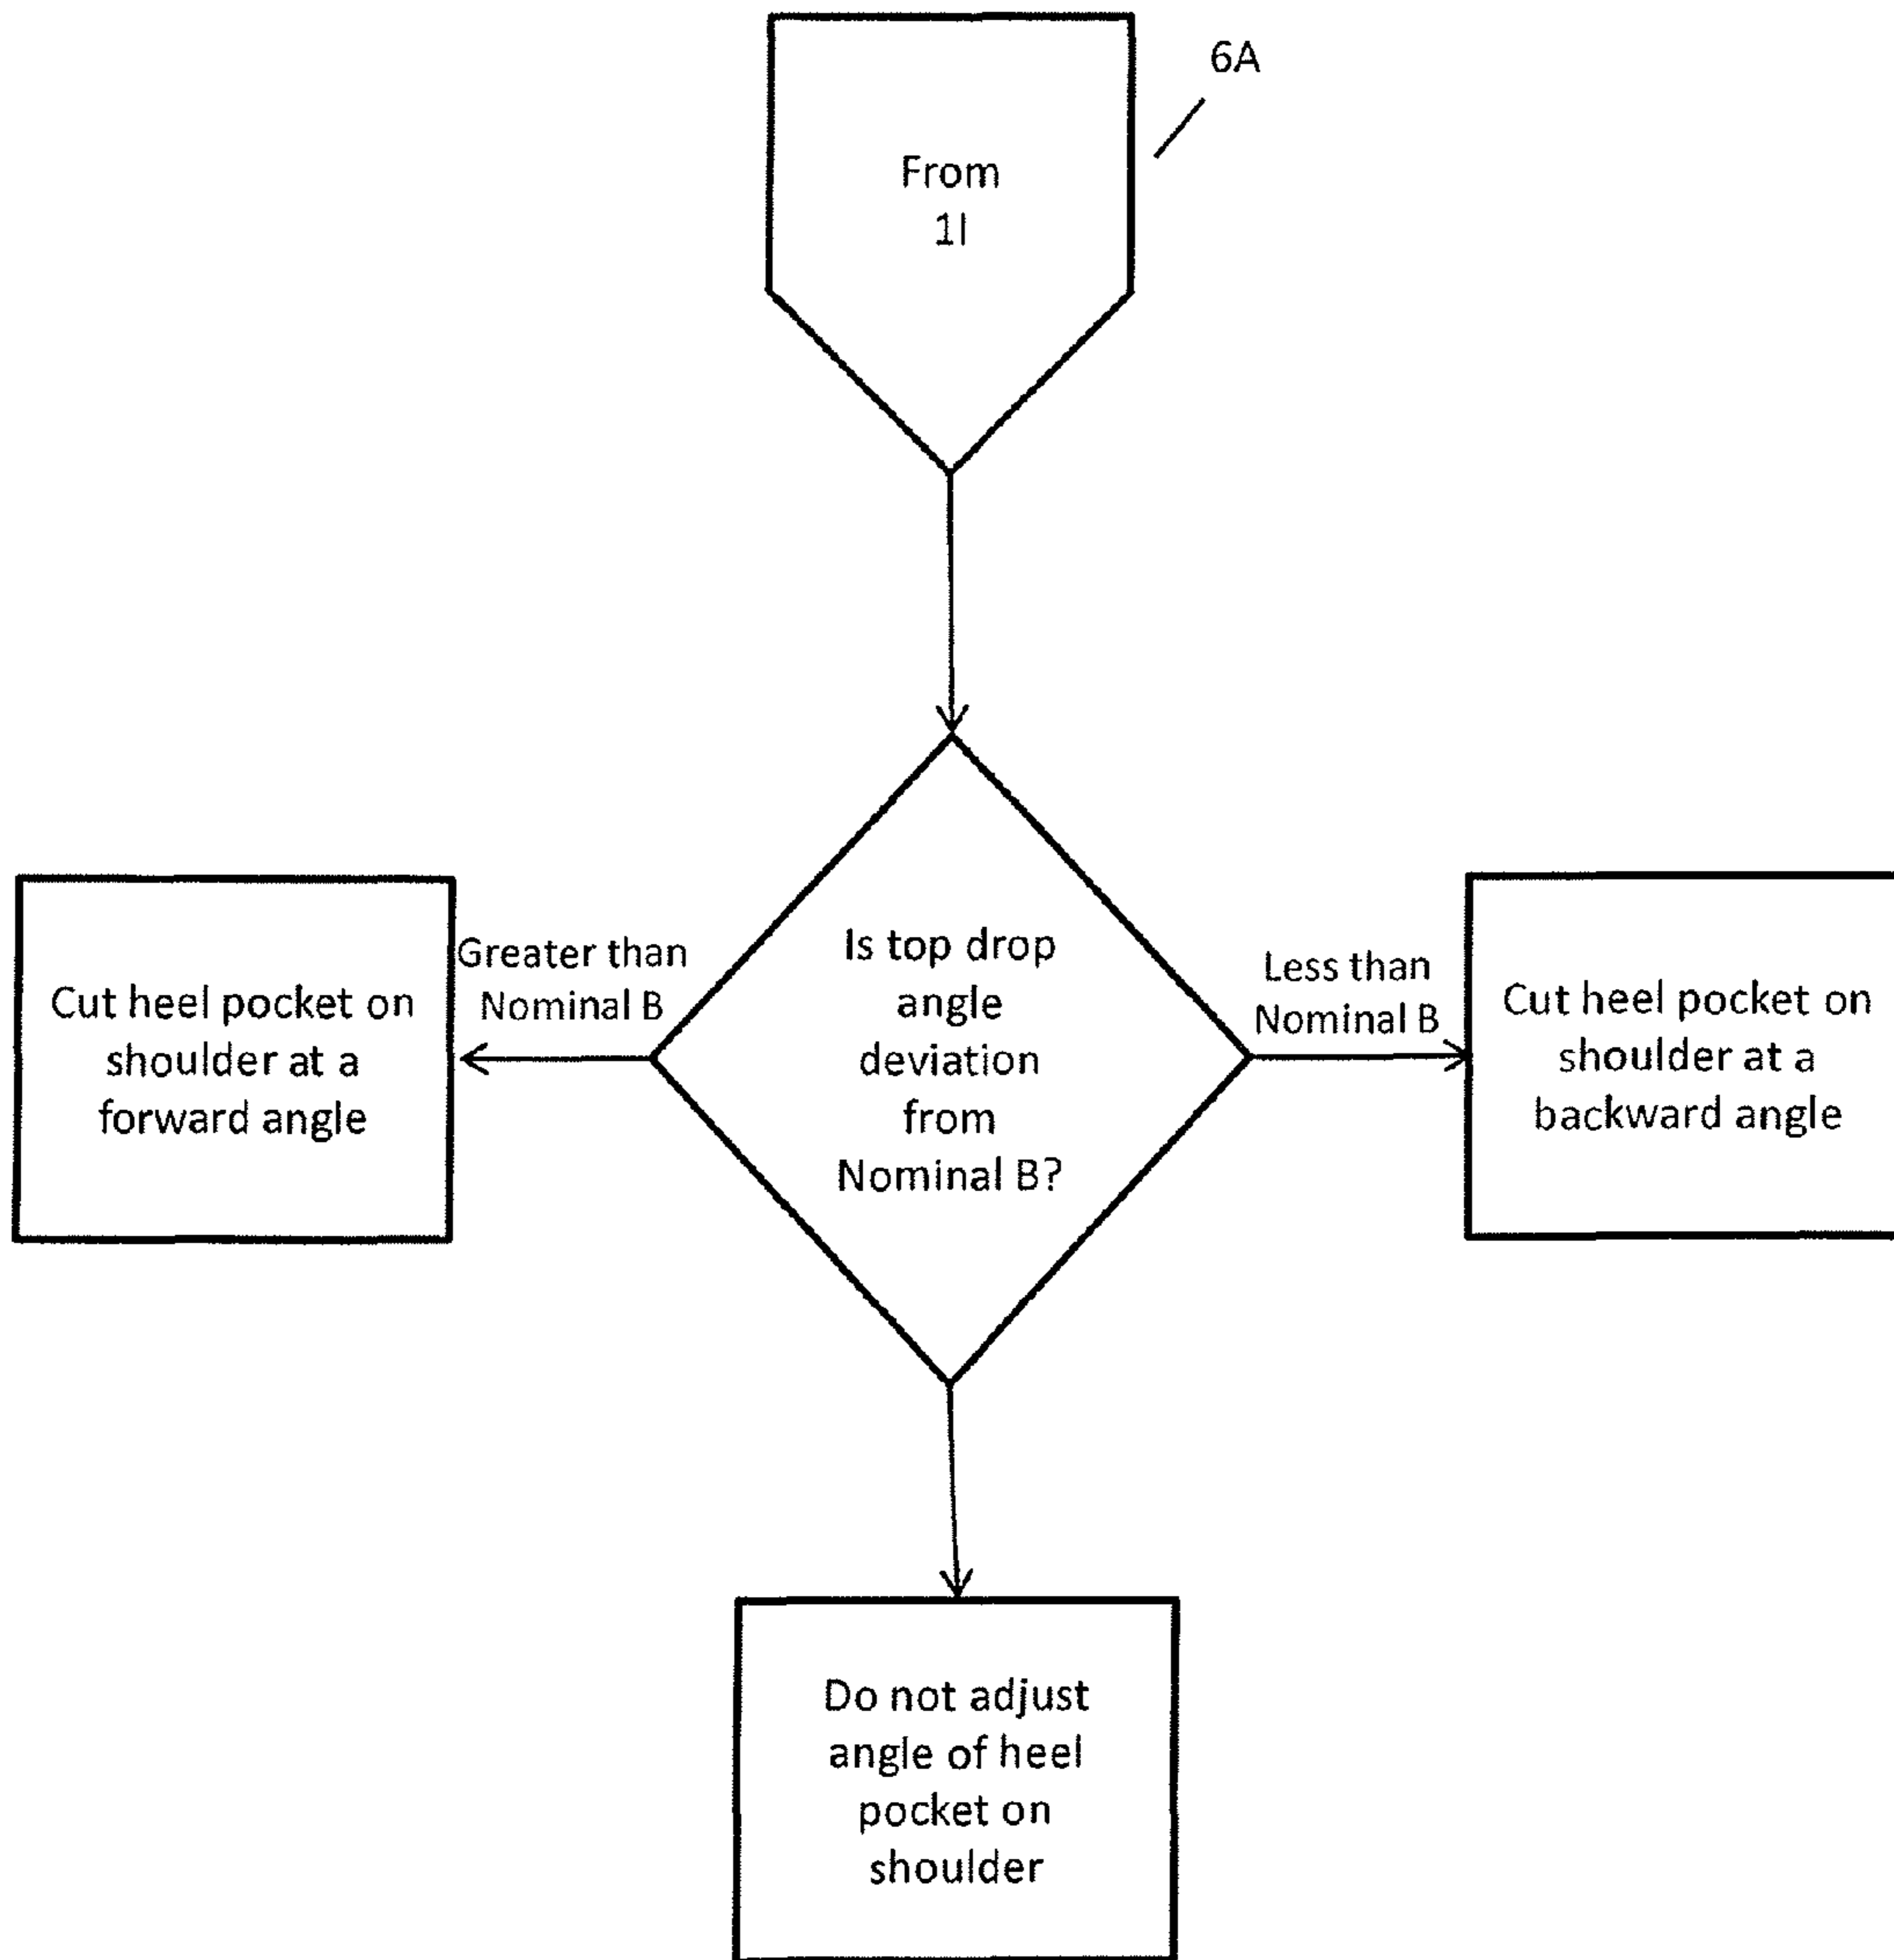 6A
From
1I
Is top drop
angle
deviation
from
Nominal B?
Greater than
Nominal B
Cut heel pocket on
shoulder at a
forward angle
Less than
Nominal B
Cut heel pocket on
shoulder at a
backward angle
Do not adjust
angle of heel
pocket on
shoulder